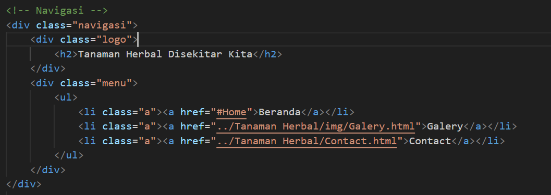 <!-- Navigasi -->
<div class="navigasi">
    <div class="logo">
        <h2>Tanaman Herbal Disekitar Kita</h2>
    </div>
    <div class="menu">
        <ul>
            <li class="a"><a href="#Home">Beranda</a></li>
            <li class="a"><a href="../Tanaman Herbal/img/Galery.html">Galery</a></li>
            <li class="a"><a href="../Tanaman Herbal/Contact.html">Contact</a></li>
        </ul>
    </div>
</div>